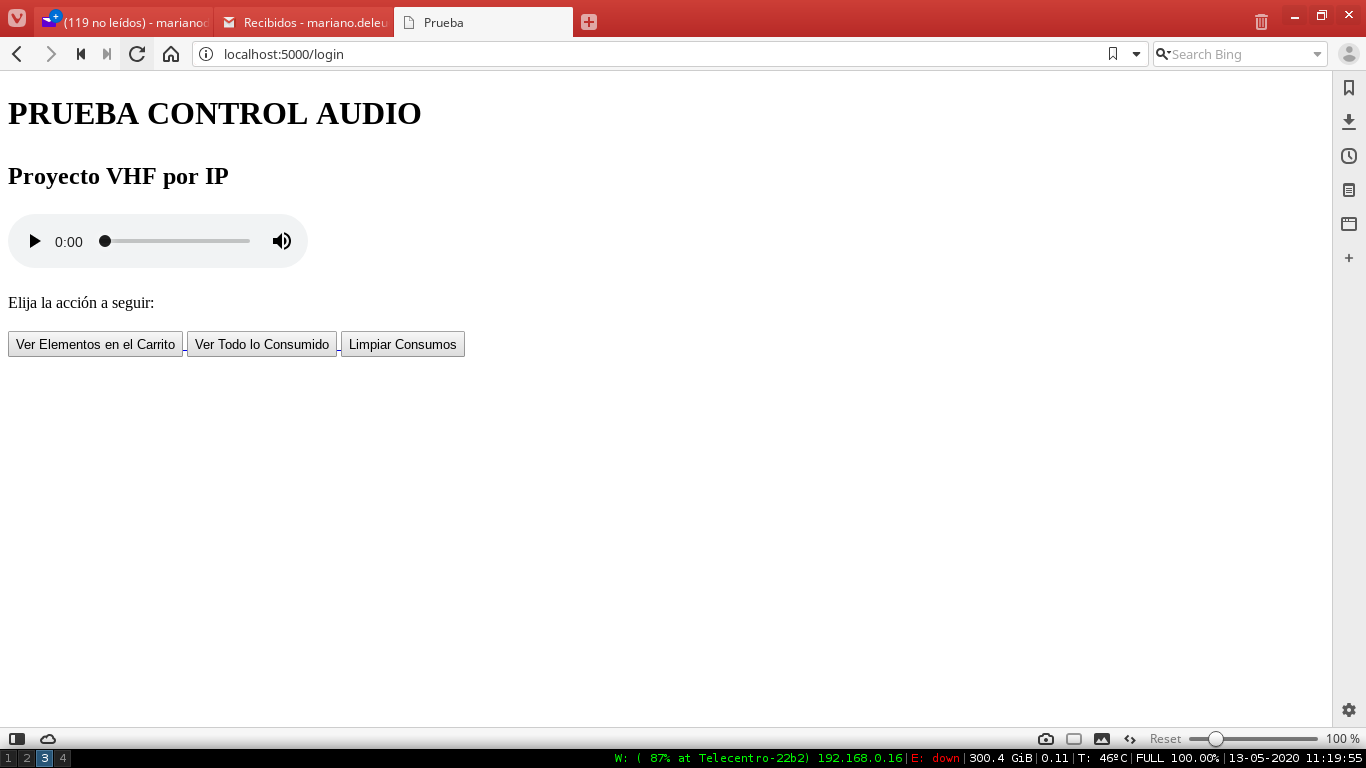 (119 no leídos) - marianod
Recibidos - mariano.deleu
Prueba
localhost:5000/login
Search Bing
PRUEBA CONTROL AUDIO
Proyecto VHF por IP
0:00
Elija la acción a seguir:
Ver Elementos en el Carrito Ver Todo lo Consumido Limpiar Consumos
Reset 100 %
1 2 3 4 W: ( 87% at Telecentro-22b2) 192.168.0.16|E: down|300.4 GiB|0.11|T: 46ºC|FULL 100.00%|13-05-2020 11:19:55